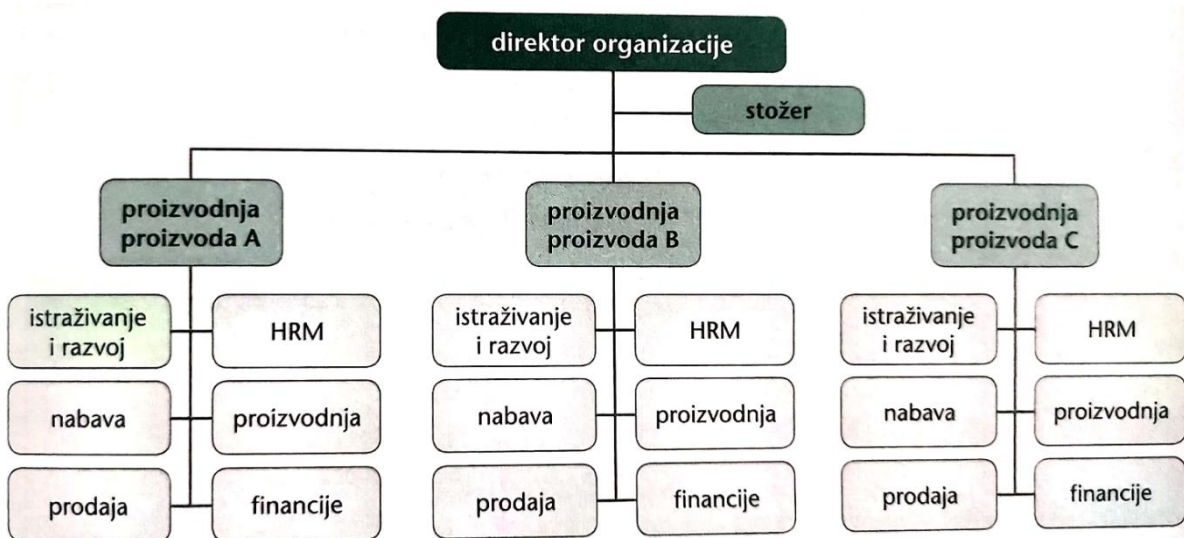 direktor organizacije
stožer
proizvodnja
proizvoda A
proizvodnja
proizvoda B
proizvodnja
proizvoda C
istraživanje
i razvoj
HRM
nabava
proizvodnja
prodaja
financije
istraživanje
i razvoj
HRM
nabava
proizvodnja
prodaja
financije
istraživanje
i razvoj
HRM
nabava
proizvodnja
prodaja
financije